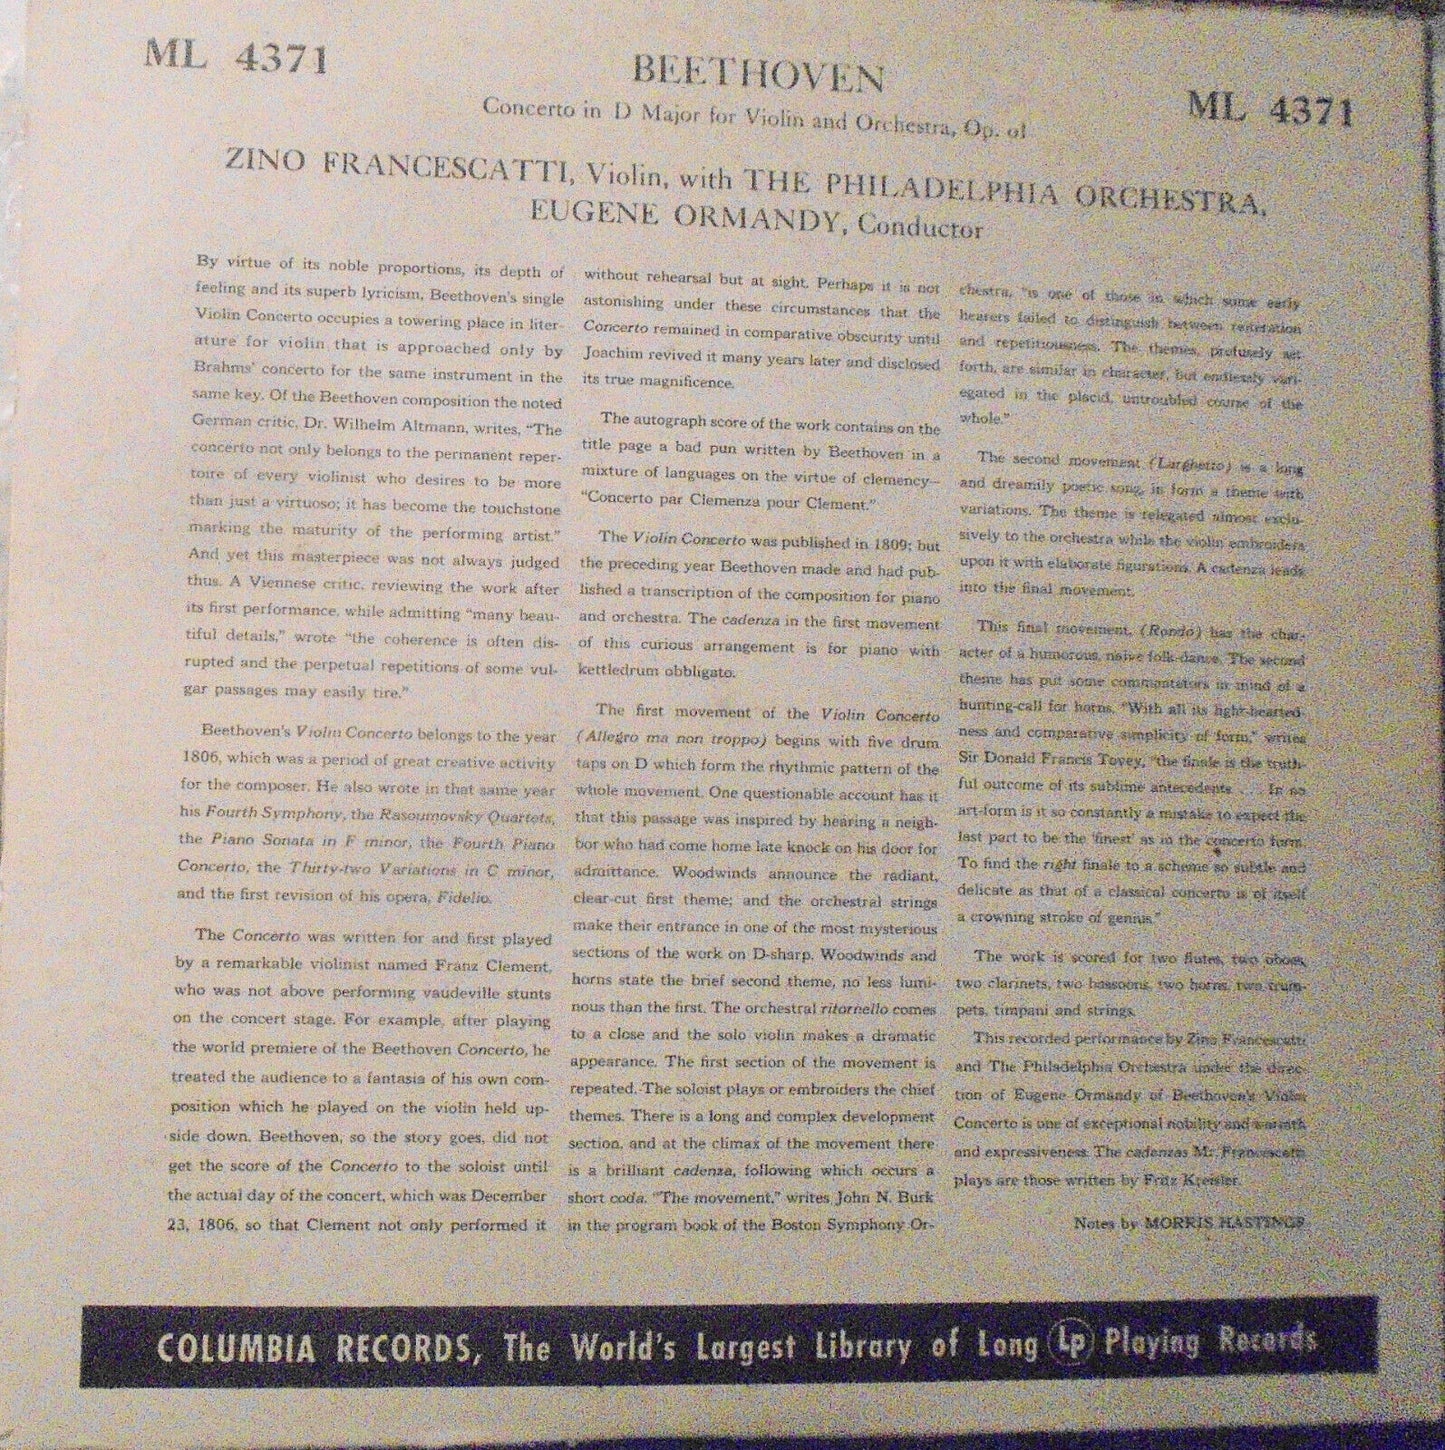 ML 4371
BEETHOVEN
ML 4371
Concerto in D Major for Violin and Orchestra, Op. 61
ZINO FRANCESCATTI, Violin, with THE PHILADELPHIA ORCHESTRA,
EUGENE ORMANDY, Conductor
By virtue of its noble proportions, its depth of
feeling and its superb lyricism, Beethoven's single
Violin Concerto occupies a towering place in liter-
ature for violin that is approached only by
Brahms' concerto for the same instrument in the
same key. Of the Beethoven composition the noted
German critic, Dr. Wilhelm Altmann, writes, "The
concerto not only belongs to the permanent reper-
toire of every violinist who desires to be more
than just a virtuoso; it has become the touchstone
marking the maturity of the performing artist."
And yet this masterpiece was not always judged
thus. A Viennese critic, reviewing the work after
its first performance, while admitting "many beau-
tiful details," wrote "the coherence is often dis-
rupted and the perpetual repetitions of some vul-
gar passages may easily tire."
Beethoven's Violin Concerto belongs to the year
1806, which was a period of great creative activity
for the composer. He also wrote in that same year
his Fourth Symphony, the Rasoumovsky Quartets,
the Piano Sonata in F minor, the Fourth Piano
Concerto, the Thirty-two Variations in C minor,
and the first revision of his opera, Fidelio.
The Concerto was written for and first played
by a remarkable violinist named Franz Clement,
who was not above performing vaudeville stunts
on the concert stage. For example, after playing
the world premiere of the Beethoven Concerto, he
treated the audience to a fantasia of his own com-
position which he played on the violin held up-
side down. Beethoven, so the story goes, did not
get the score of the Concerto to the soloist until
the actual day of the concert, which was December
23, 1806, so that Clement not only performed it
without rehearsal but at sight. Perhaps it is not
astonishing under these circumstances that the
Concerto remained in comparative obscurity until
Joachim revived it many years later and disclosed
its true magnificence.
The autograph score of the work contains on the
title page a bad pun written by Beethoven in a
mixture of languages on the virtue of clemency—
"Concerto par Clemenza pour Clement."
The Violin Concerto was published in 1809; but
the preceding year Beethoven made and had pub-
lished a transcription of the composition for piano
and orchestra. The cadenza in the first movement
of this curious arrangement is for piano with
kettledrum obbligato.
The first movement of the Violin Concerto
(Allegro ma non troppo) begins with five drum
taps on D which form the rhythmic pattern of the
whole movement. One questionable account has it
that this passage was inspired by hearing a neigh-
bor who had come home late knock on his door for
admittance. Woodwinds announce the radiant,
clear-cut first theme; and the orchestral strings
make their entrance in one of the most mysterious
sections of the work on D-sharp. Woodwinds and
horns state the brief second theme, no less lumi-
nous than the first. The orchestral ritornello comes
to a close and the solo violin makes a dramatic
appearance. The first section of the movement is
repeated. The soloist plays or embroiders the chief
themes. There is a long and complex development
section, and at the climax of the movement there
is a brilliant cadenza, following which occurs a
short coda. "The movement," writes John N. Burk
in the program book of the Boston Symphony Or-
chestra, "is one of those in which some early
hearers failed to distinguish between reiteration
and repetitiousness. The themes, profusely set
forth, are similar in character, but endlessly vari-
egated in the placid, untroubled course of the
whole."
The second movement (Larghetto) is a long
and dreamily poetic song, in form a theme with
variations. The theme is relegated almost exclu-
sively to the orchestra while the violin embroiders
upon it with elaborate figurations. A cadenza leads
into the final movement.
This final movement, (Rondo) has the char-
acter of a humorous, naive folk-dance. The second
theme has put some commentators in mind of a
hunting-call for horns. "With all its light-hearted-
ness and comparative simplicity of form," writes
Sir Donald Francis Tovey, "the finale is the truth-
ful outcome of its sublime antecedents . . . In no
art-form is it so constantly a mistake to expect the
last part to be the 'finest' as in the concerto form.
To find the right finale to a scheme so subtle and
delicate as that of a classical concerto is of itself
a crowning stroke of genius."
The work is scored for two flutes, two oboes,
two clarinets, two bassoons, two horns, two trum-
pets, timpani and strings.
This recorded performance by Zino Francescatti
and The Philadelphia Orchestra under the direc-
tion of Eugene Ormandy of Beethoven's Violin
Concerto is one of exceptional nobility and warmth
and expressiveness. The cadenzas Mr. Francescatti
plays are those written by Fritz Kreisler.
Notes by MORRIS HASTINGS
COLUMBIA RECORDS, The World's Largest Library of Long Lp Playing Records